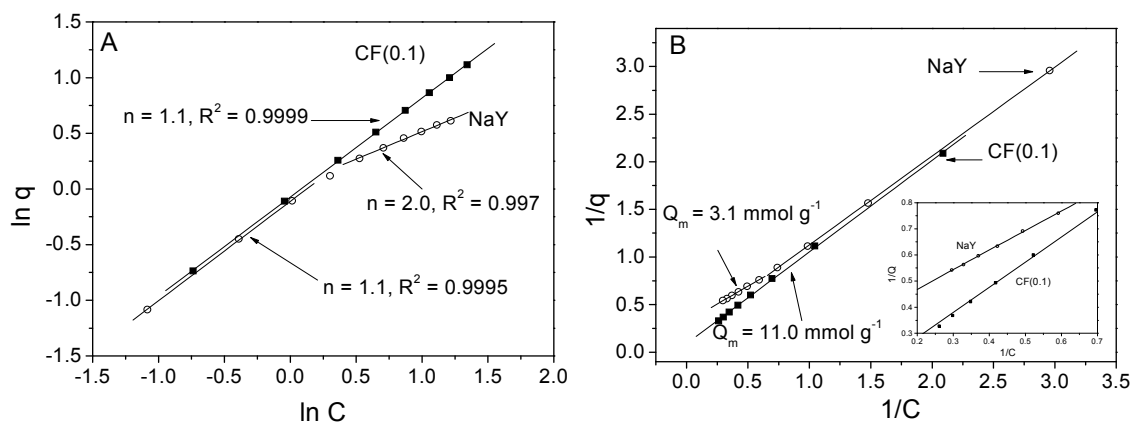 A
CF(0.1)
n = 1.1, R² = 0.9999
NaY
n = 2.0, R² = 0.997
n = 1.1, R² = 0.9995
ln q
1.5
1.0
0.5
0.0
-0.5
-1.0
-1.5
-1.5 -1.0 -0.5 0.0 0.5 1.0 1.5 2.0
ln C
B
NaY
CF(0.1)
Qₘ = 3.1 mmol g⁻¹
Qₘ = 11.0 mmol g⁻¹
1/q
3.0
2.5
2.0
1.5
1.0
0.5
0.0
0.0 0.5 1.0 1.5 2.0 2.5 3.0 3.5
1/C
NaY
CF(0.1)
1/Q
0.8
0.7
0.6
0.5
0.4
0.3
0.2 0.3 0.4 0.5 0.6 0.7
1/C